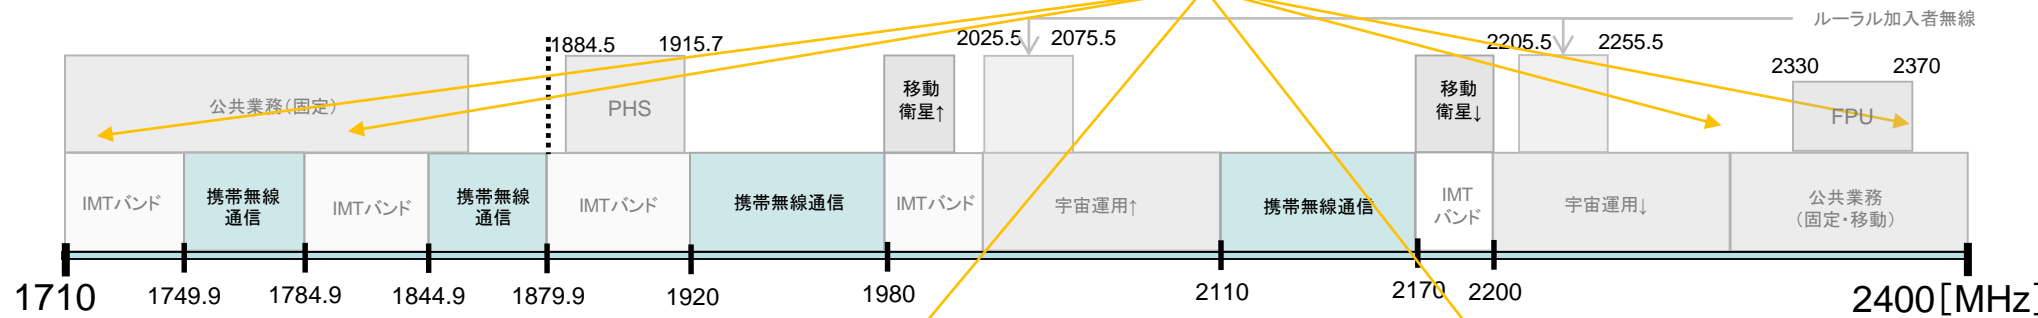 ルーラル加入者無線
1884.5
1915.7
2025.5
2075.5
2205.5
2255.5
2330
2370
公共業務(固定)
PHS
移動
衛星↑
移動
衛星↓
FPU
IMTバンド
携帯無線
通信
IMTバンド
携帯無線
通信
IMTバンド
携帯無線通信
IMTバンド
宇宙運用↑
携帯無線通信
IMT
バンド
宇宙運用↓
公共業務
(固定・移動)
1710
1749.9
1784.9
1844.9
1879.9
1920
1980
2110
2170
2200
2400[MHz]